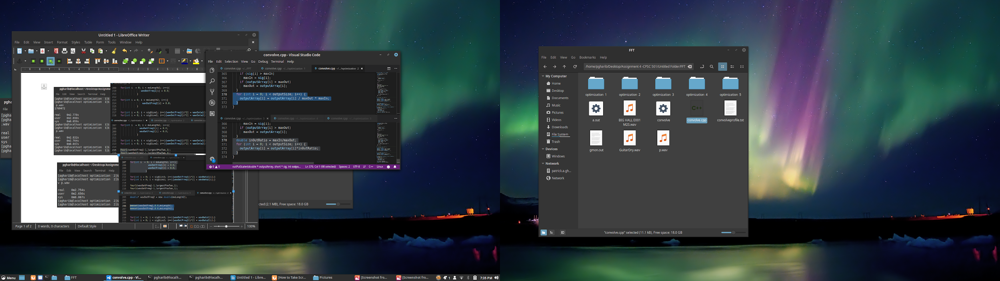 Untitled 1 - LibreOffice Writer
File Edit View Insert Format Styles Table Form Tools Window Help
9 8 7 6 5 4 3 2 1 1 2 3 4 5 6 7 8
pgharib@localhost:~/Desktop/Assignme
File Edit View Search Terminal Help
[pgharib@localhost optimization 1]$
[pgharib@localhost optimization 1]$
p.wav
1769472
real 0m2.778s
user 0m2.690s
sys 0m0.059s
[pgharib@localhost optimization 1]$
[pgharib@localhost optimization 1]$
p.wav
real 0m2.832s
user 0m2.764s
sys 0m0.047s
[pgharib@localhost optimization 1]$
[pgharib@localhost optimization 1]$
209 for(int i = 0; i < mxLength2; i++){
210 wavDatFreq1[i] = 0.0;
211 }
212
213 for(int i = 0; i < mxLength2; i++){
214 wavDatFreq2[i] = 0.0;
215 }
216
217 for(int i = 0; i < sigSize1; i++){wavDatFreq1[i*2] = wavData1
218 for(int i = 0; i < sigSize2; i++){wavDatFreq2[i*2] = wavData2
convolve.cpp ~/.../optimization 1
207 for(int i = 0; i < mxLength2; i++){
208 wavDatFreq1[i] = 0.0;
209 wavDatFreq2[i] = 0.0;
210 }
211
212 for(int i = 0; i < sigSize1; i++){wavDatFreq1[i*2] = wavDat
213 for(int i = 0; i < sigSize2; i++){wavDatFreq2[i*2] = wavDat
214
215 four1(wavDatFreq1-1,largestPowTwo,1);
216 four1(wavDatFreq2-1,largestPowTwo,1);
pgharib@localhost:~/Desktop/Assignm
File Edit View Search Terminal Help
[pgharib@localhost optimization 2]$
[pgharib@localhost optimization 2]$
v p.wav
real 0m2.754s
user 0m2.656s
sys 0m0.067s
[pgharib@localhost optimization 2]$
[pgharib@localhost optimization 2]$
207 for(int i = 0; i < mxLength2; i++){
208 wavDatFreq1[i] = 0.0;
209 wavDatFreq2[i] = 0.0;
210 }
211
212 for(int i = 0; i < sigSize1; i++){wavDatFreq1[i*2] = wavData1[i];}
213 for(int i = 0; i < sigSize2; i++){wavDatFreq2[i*2] = wavData2[i];}
214
215 four1(wavDatFreq1-1,largestPowTwo,1);
216 four1(wavDatFreq2-1,largestPowTwo,1);
203 double* wavDatFreq2 = new double[mxLength2];
204
205
206 memset(wavDatFreq1,0.0,mxLength);
207 memset(wavDatFreq2,0.0,mxLength2);
208
209
210 for(int i = 0; i < sigSize1; i++){wavDatFreq1[i*2] = wavData1[i];}
211 for(int i = 0; i < sigSize2; i++){wavDatFreq2[i*2] = wavData2[i];}
Page 1 of 2 0 words, 0 characters Default Style 100%
pgha
File
[pgha
[pgha
.wav
real
user
sys
[pgha
[pgha
convolve.cpp - Visual Studio Code
File Edit Selection View Go Debug Terminal Help
convolve.cpp ~/.../FFT convolve.cpp ~/.../optimization 1 convolve.cpp ~/.../optimization 2
365 if (sig[i] > maxIn)
366 maxIn = sig[i];
367 if (outputArray[i] > maxOut)
368 maxOut = outputArray[i];
369 }
370 for (int i = 0; i < outputSize; i++) {
371 outputArray[i] = outputArray[i] / maxOut * maxIn;
372 }
373 }
convolve.cpp ~/.../optimization 3 convolve.cpp ~/.../optimization 4 convolve.cpp ~/.../optimization 5
366 maxIn = sig[i];
367 if (outputArray[i] > maxOut)
368 maxOut = outputArray[i];
369 }
370 double inOutRatio = maxIn/maxOut;
371 for (int i = 0; i < outputSize; i++) {
372 outputArray[i] = outputArray[i]*inOutRatio;
373 }
374 }
0 0 outPutScaler(double * outputArray, short * sig, int outpu... Ln 370, Col 1 (98 selected) Spaces: 2 UTF-8 LF C++ Linux
cted (2.1 MB), Free space: 18.0 GB
FFT
File Edit View Go Bookmarks Help
/home/pgharib/Desktop/Assignment 4 -CPSC 501/Untitled Folder/FFT
My Computer
Home
Desktop
Documents
Music
Pictures
Videos
Downloads
File System
Trash
Devices
Windows
Network
patrick.a.gh...
Network
optimization 1 optimization 2 optimization 3 optimization 4 optimization 5
C++
a.out BIG HALL E001 M2S.wav convolve convolve.cpp convolveprofile.txt
gmon.out GuitarDry.wav p.wav
"convolve.cpp" selected (11.1 kB), Free space: 18.0 GB
Menu FFT convolve.cpp - Vi... pgharib@localh... pgharib@localh... Untitled 1 - Libre... [How to Take Scr... Pictures [Screenshot fro... [Screenshot fro... 1 7:35 PM